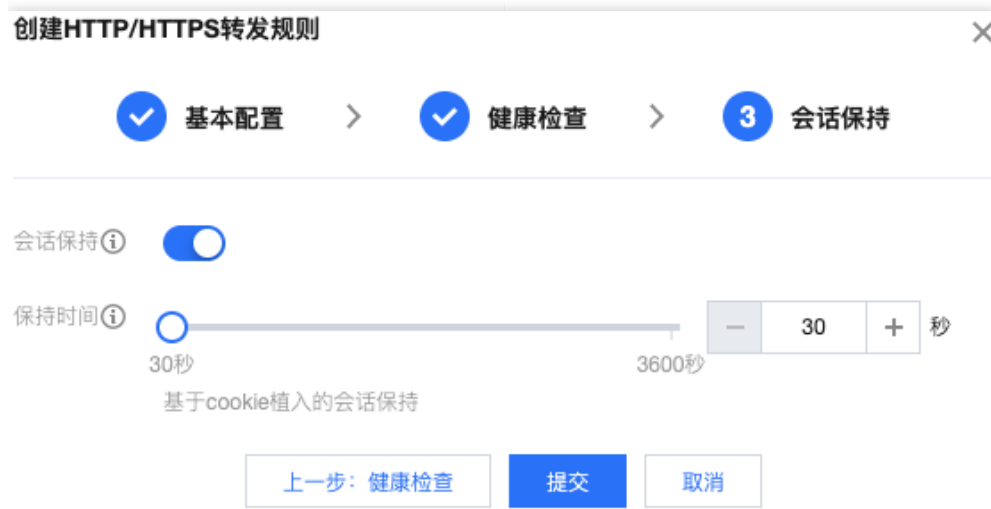 创建HTTP/HTTPS转发规则
基本配置 > 健康检查 > 3 会话保持
会话保持
保持时间 30 秒
30秒 3600秒
基于cookie植入的会话保持
上一步：健康检查 提交 取消